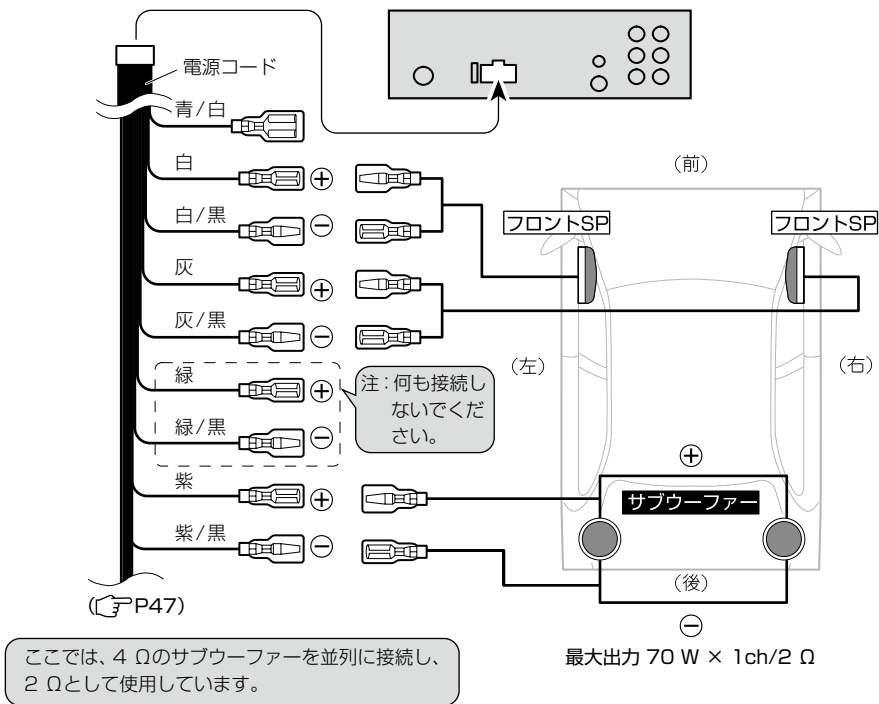 電源コード
青/白
白
⊕
白/黒
⊖
灰
⊕
灰/黒
⊖
緑
⊕
緑/黒
⊖
注：何も接続し
ないでくだ
さい。
紫
⊕
紫/黒
⊖
(☞P47)
（前）
フロントSP
フロントSP
（左）
（右）
⊕
サブウーファー
（後）
⊖
最大出力 70 W × 1ch/2 Ω
ここでは、4 Ωのサブウーファーを並列に接続し、
2 Ωとして使用しています。